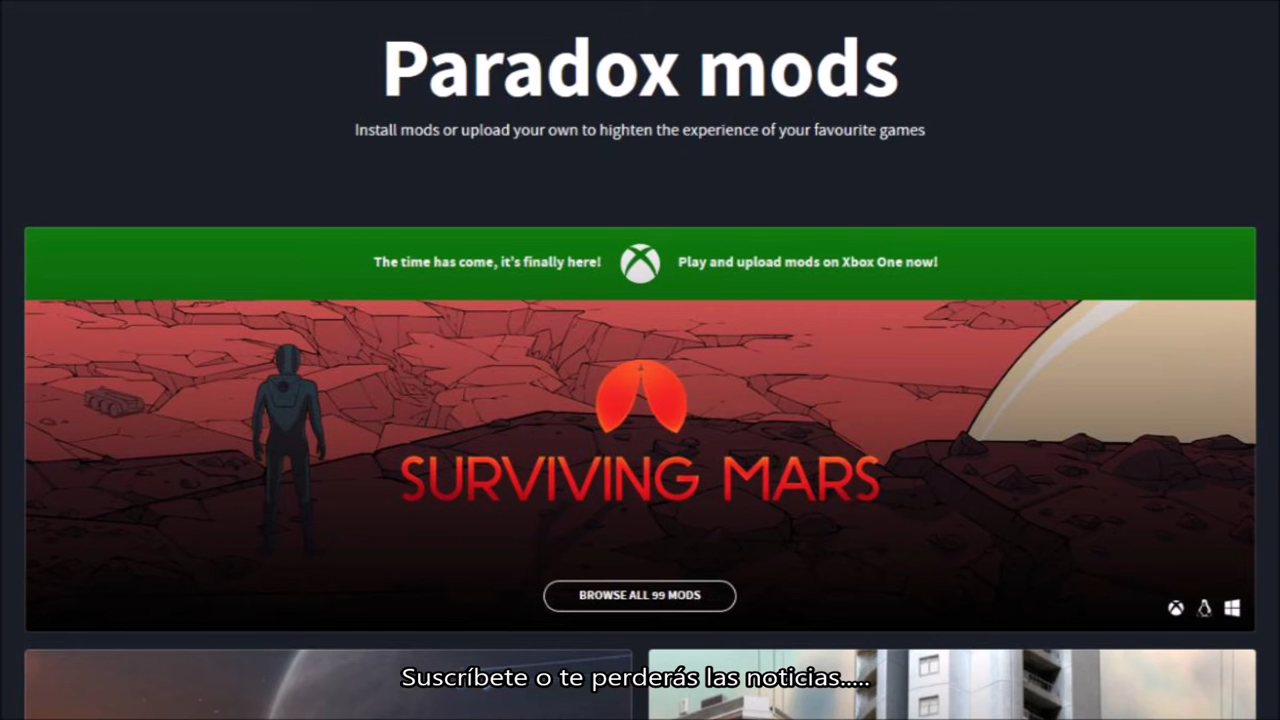 Paradox mods
Install mods or upload your own to highten the experience of your favourite games
The time has come, it's finally here! Play and upload mods on Xbox One now!
SURVIVING MARS
BROWSE ALL 99 MODS
Suscríbete o te perderás las noticias.....